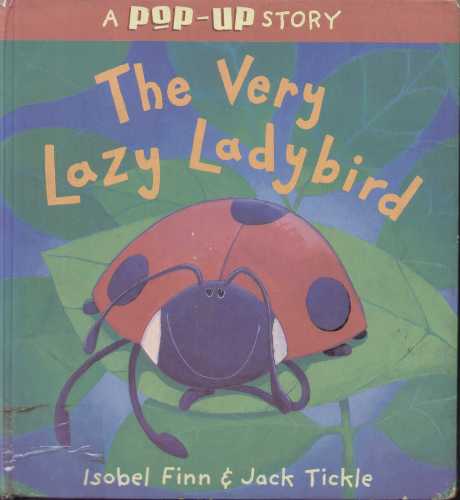 A POP-UP STORY
The Very
Lazy Ladybird
Isobel Finn & Jack Tickle